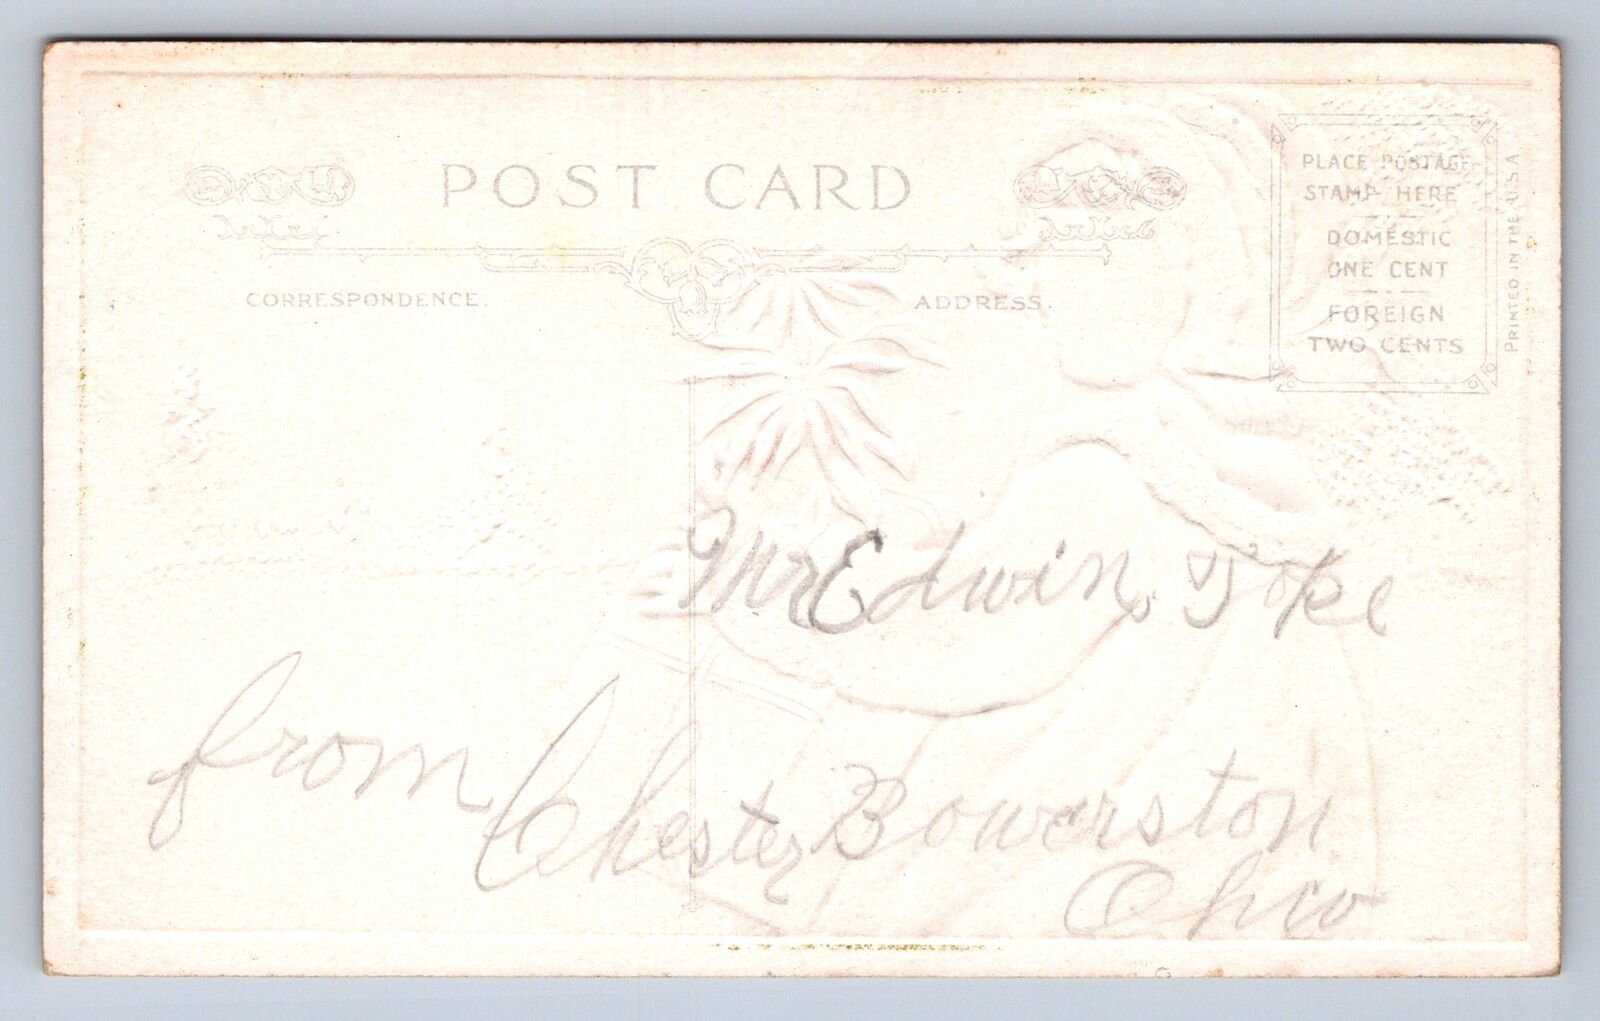 POST CARD
CORRESPONDENCE.
ADDRESS.
PLACE POSTAGE
STAMP HERE
DOMESTIC
ONE CENT
FOREIGN
TWO CENTS
PRINTED IN THE U.S.A
Mr Edwin, Toke
from Chester Bowerston
Ohio